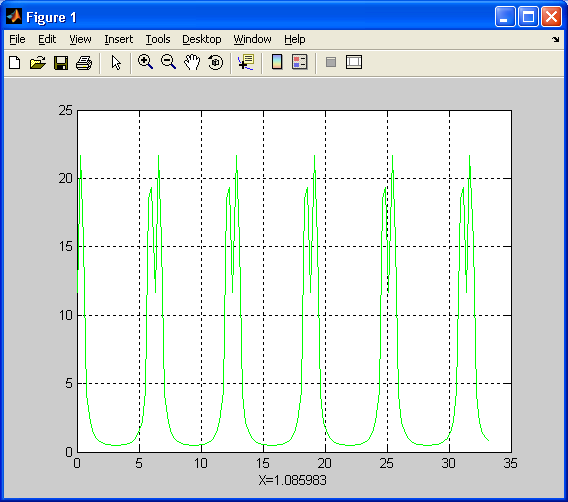 Figure 1
File Edit View Insert Tools Desktop Window Help
25
20
15
10
5
0
0 5 10 15 20 25 30 35
X=1.085983